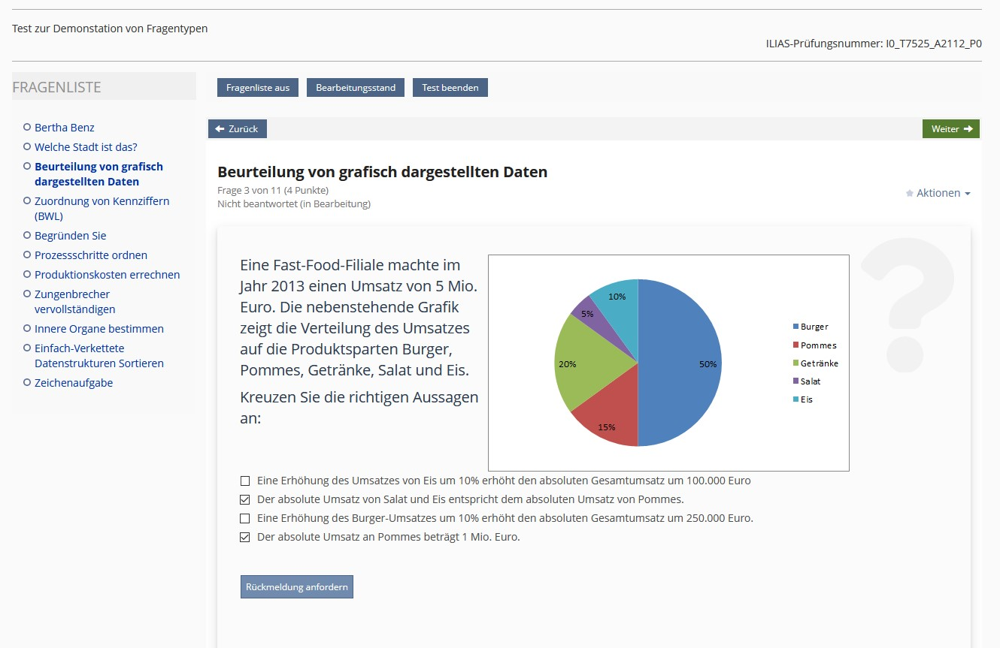 Test zur Demonstation von Fragentypen
ILIAS-Prüfungsnummer: I0_T7525_A2112_P0
FRAGENLISTE
Bertha Benz
Welche Stadt ist das?
Beurteilung von grafisch
dargestellten Daten
Zuordnung von Kennziffern
(BWL)
Begründen Sie
Prozessschritte ordnen
Produktionskosten errechnen
Zungenbrecher
vervollständigen
Innere Organe bestimmen
Einfach-Verkettete
Datenstrukturen Sortieren
Zeichenaufgabe
Fragenliste aus
Bearbeitungsstand
Test beenden
Zurück
Weiter
Beurteilung von grafisch dargestellten Daten
Frage 3 von 11 (4 Punkte)
Nicht beantwortet (in Bearbeitung)
Aktionen
Eine Fast-Food-Filiale machte im
Jahr 2013 einen Umsatz von 5 Mio.
Euro. Die nebenstehende Grafik
zeigt die Verteilung des Umsatzes
auf die Produktsparten Burger,
Pommes, Getränke, Salat und Eis.
Kreuzen Sie die richtigen Aussagen
an:
10%
5%
20%
50%
15%
Burger
Pommes
Getränke
Salat
Eis
?
Eine Erhöhung des Umsatzes von Eis um 10% erhöht den absoluten Gesamtumsatz um 100.000 Euro
Der absolute Umsatz von Salat und Eis entspricht dem absoluten Umsatz von Pommes.
Eine Erhöhung des Burger-Umsatzes um 10% erhöht den absoluten Gesamtumsatz um 250.000 Euro.
Der absolute Umsatz an Pommes beträgt 1 Mio. Euro.
Rückmeldung anfordern